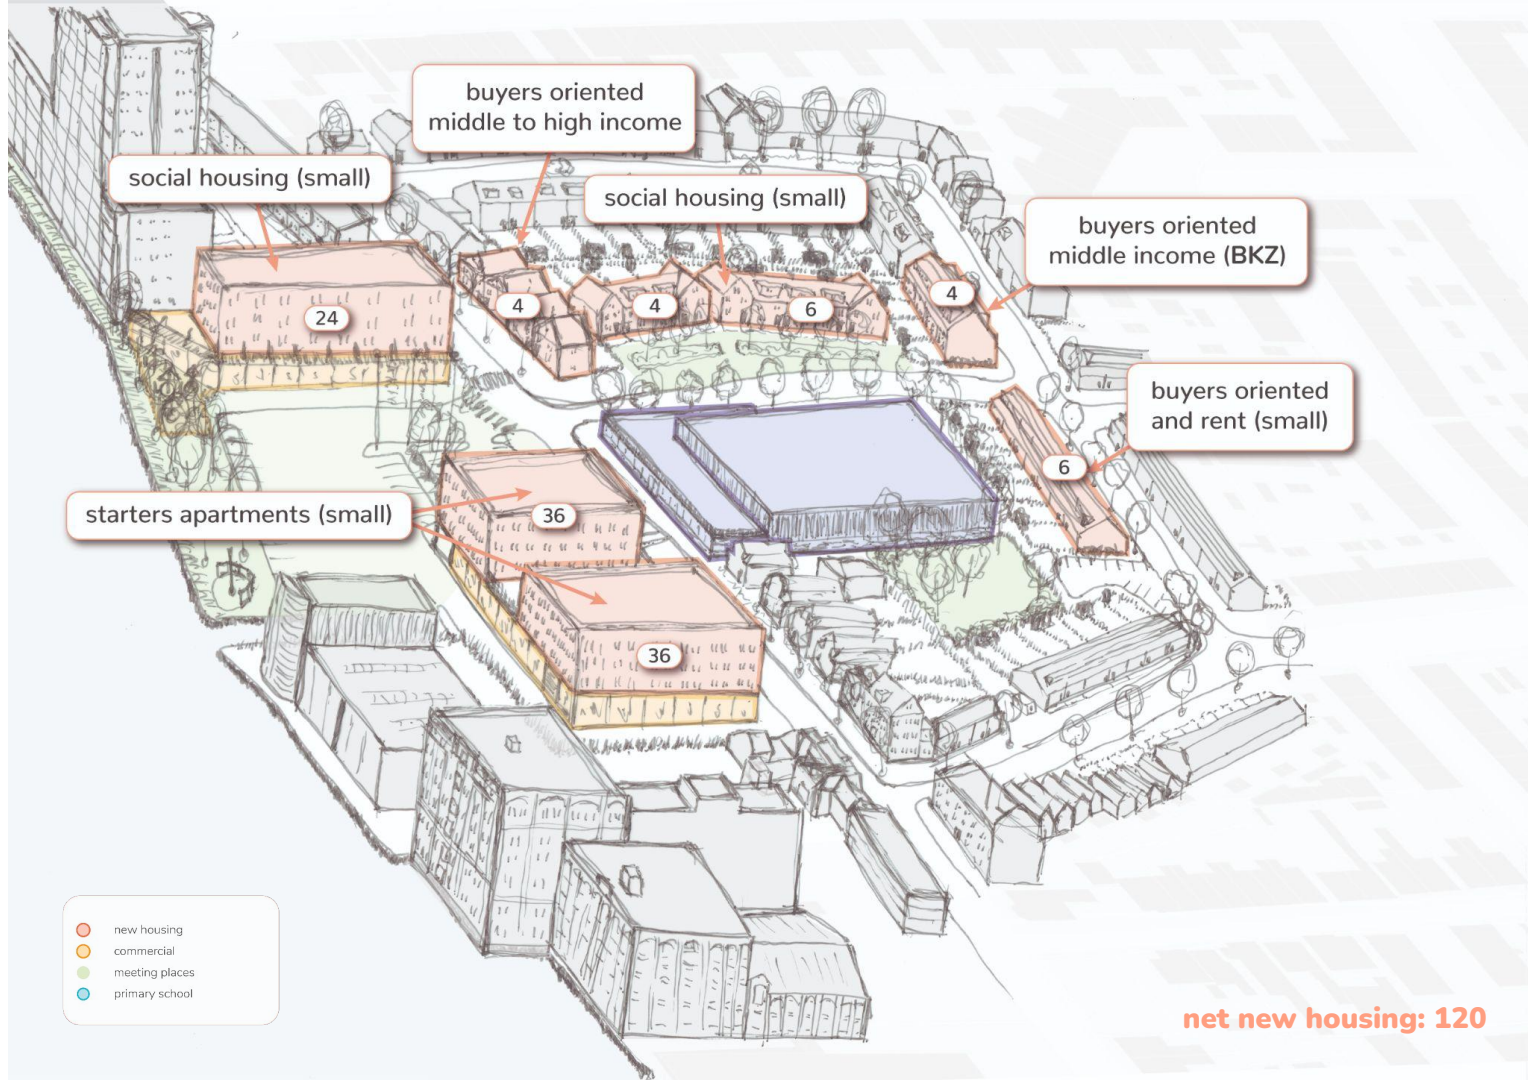 buyers oriented
middle to high income
social housing (small)
social housing (small)
buyers oriented
middle income (BKZ)
24
4
4
6
4
buyers oriented
and rent (small)
6
starters apartments (small)
36
36
new housing
commercial
meeting places
primary school
net new housing: 120